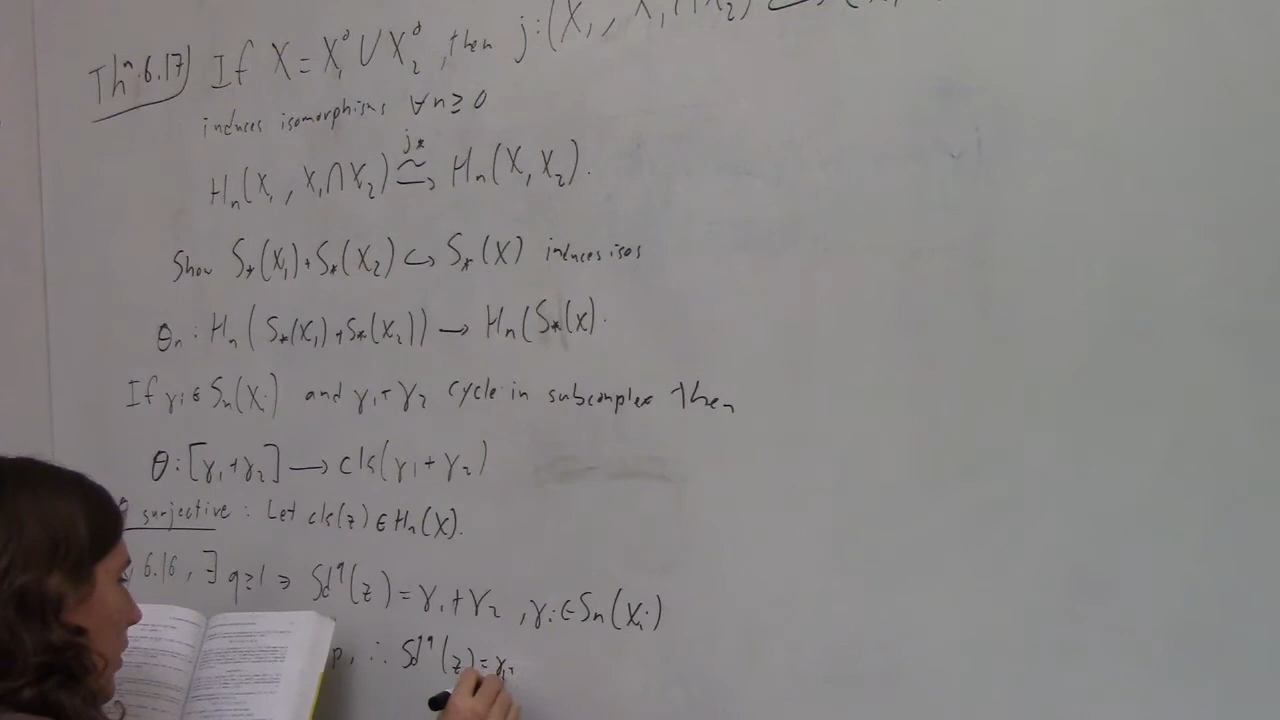 Thm 6.17) If X = X₁° ∪ X₂°, then j:(X₁, X₁∩X₂) ↪
induces isomorphisms ∀n≥0
Hₙ(X₁, X₁∩X₂) ⥲ Hₙ(X, X₂). j*
Show S*(X₁)+S*(X₂) ↪ S*(X) induces isos
θₙ: Hₙ(S*(X₁)+S*(X₂)) → Hₙ(S*(X).
If γᵢ ∈ Sₙ(Xᵢ) and γ₁+γ₂ cycle in subcomplex then
θ:[γ₁+γ₂] → cls(γ₁+γ₂)
surjective: Let cls(z) ∈ Hₙ(X).
6.16, ∃ q≥1 ∍ Sd^q(z) = γ₁+γ₂, γᵢ ∈ Sₙ(Xᵢ)
p, ∴ Sd^q(z) = γ₁+